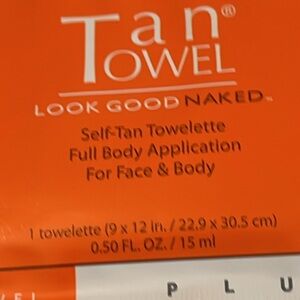 Tan®
TOWEL
LOOK GOOD NAKED™
Self-Tan Towelette
Full Body Application
For Face & Body
1 towelette (9 x 12 in. / 22.9 x 30.5 cm)
0.50 FL. OZ. / 15 ml
P L U